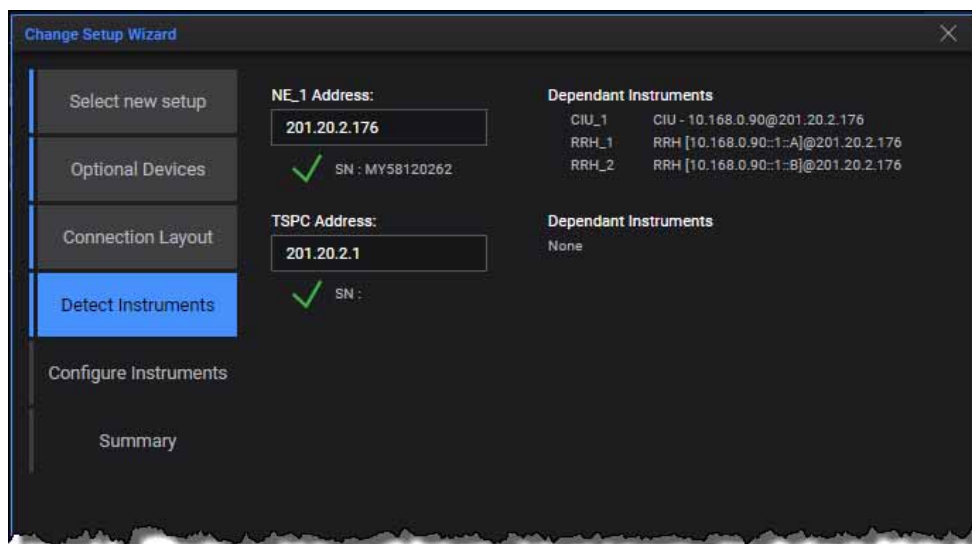 Change Setup Wizard
Select new setup
Optional Devices
Connection Layout
Detect Instruments
Configure Instruments
Summary
NE_1 Address:
201.20.2.176
SN : MY58120262
Dependant Instruments
CIU_1 CIU - 10.168.0.90@201.20.2.176
RRH_1 RRH [10.168.0.90::1::A]@201.20.2.176
RRH_2 RRH [10.168.0.90::1::B]@201.20.2.176
TSPC Address:
201.20.2.1
SN :
Dependant Instruments
None